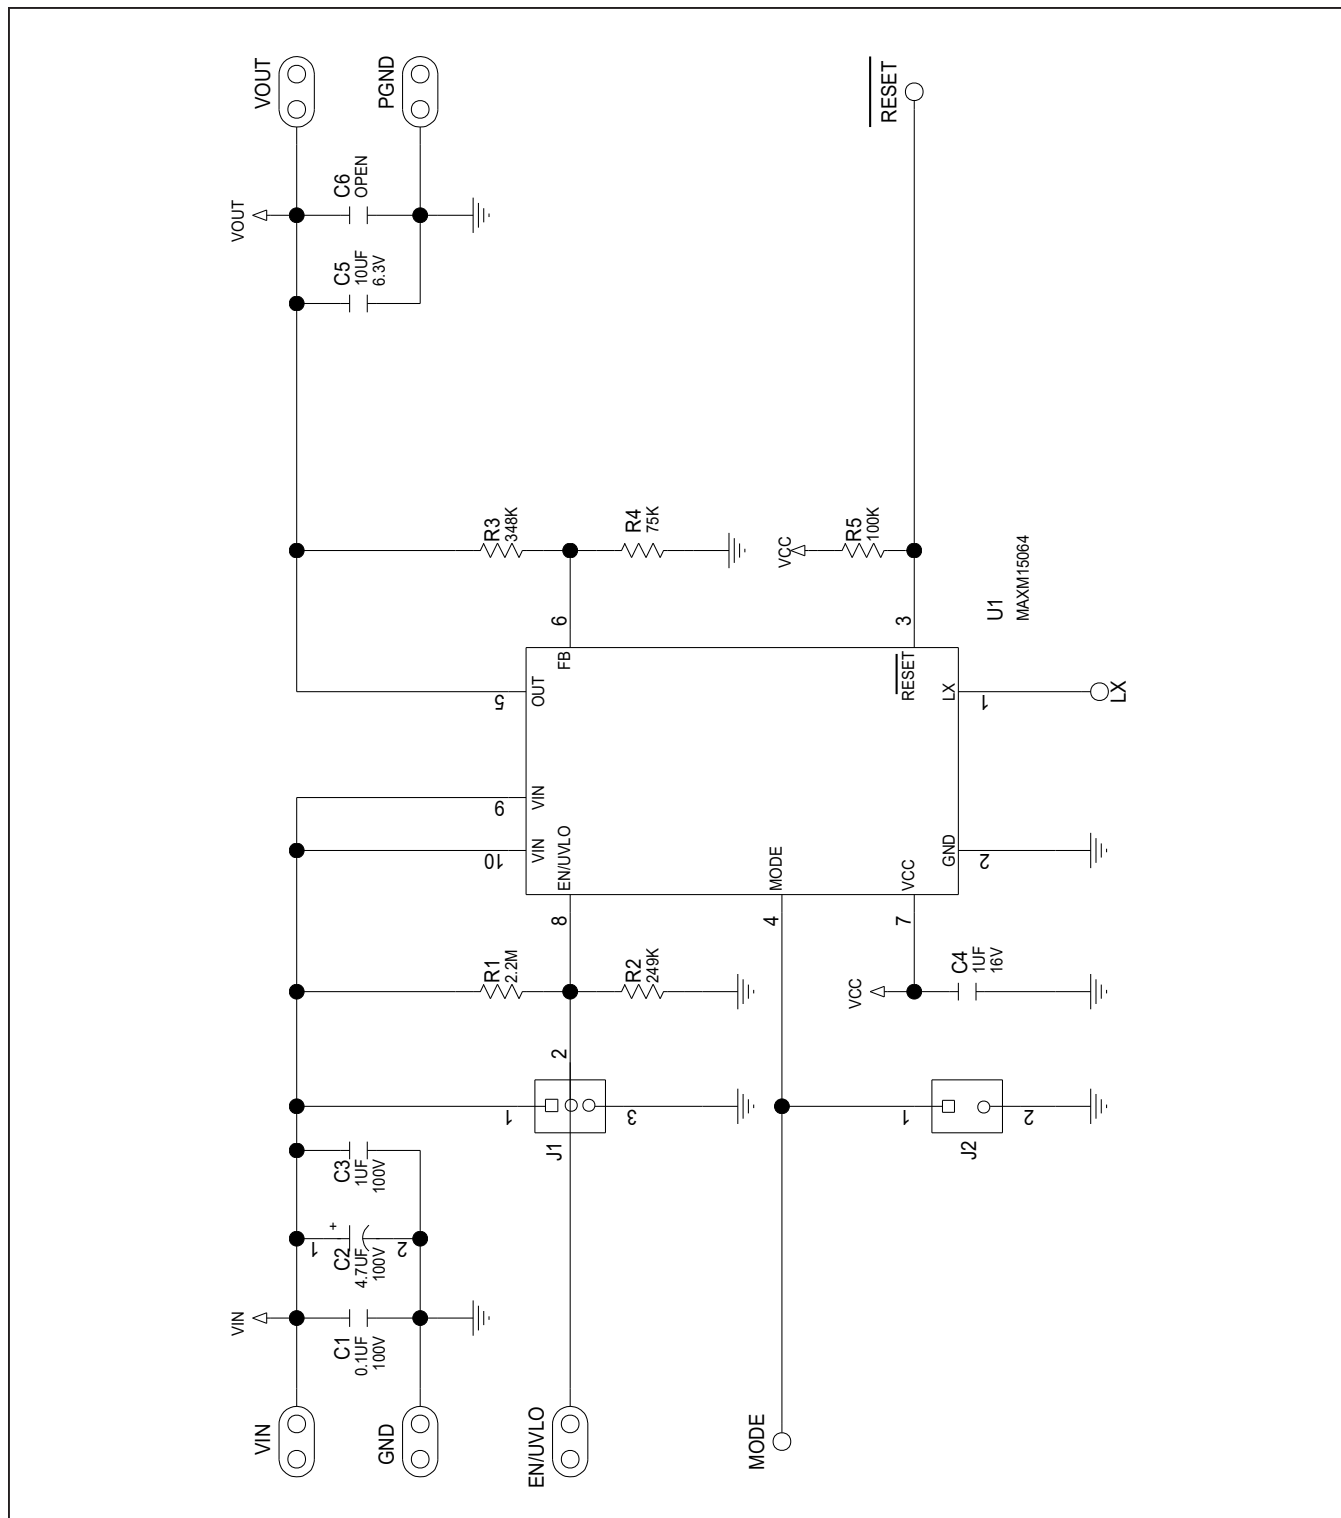 VIN
GND
EN/UVLO
MODE
VIN
C1
0.1UF
100V
1
+
C2
4.7UF
100V
2
C3
1UF
100V
1
J1
2
3
R1
2.2M
R2
249K
1
J2
2
VCC
C4
1UF
16V
8
EN/UVLO
4
MODE
7
VCC
10
VIN
9
VIN
5
OUT
6
FB
3
RESET
LX
1
LX
GND
2
U1
MAXM15064
R3
348K
R4
75K
VCC
R5
100K
C5
10UF
6.3V
VOUT
C6
OPEN
VOUT
PGND
RESET